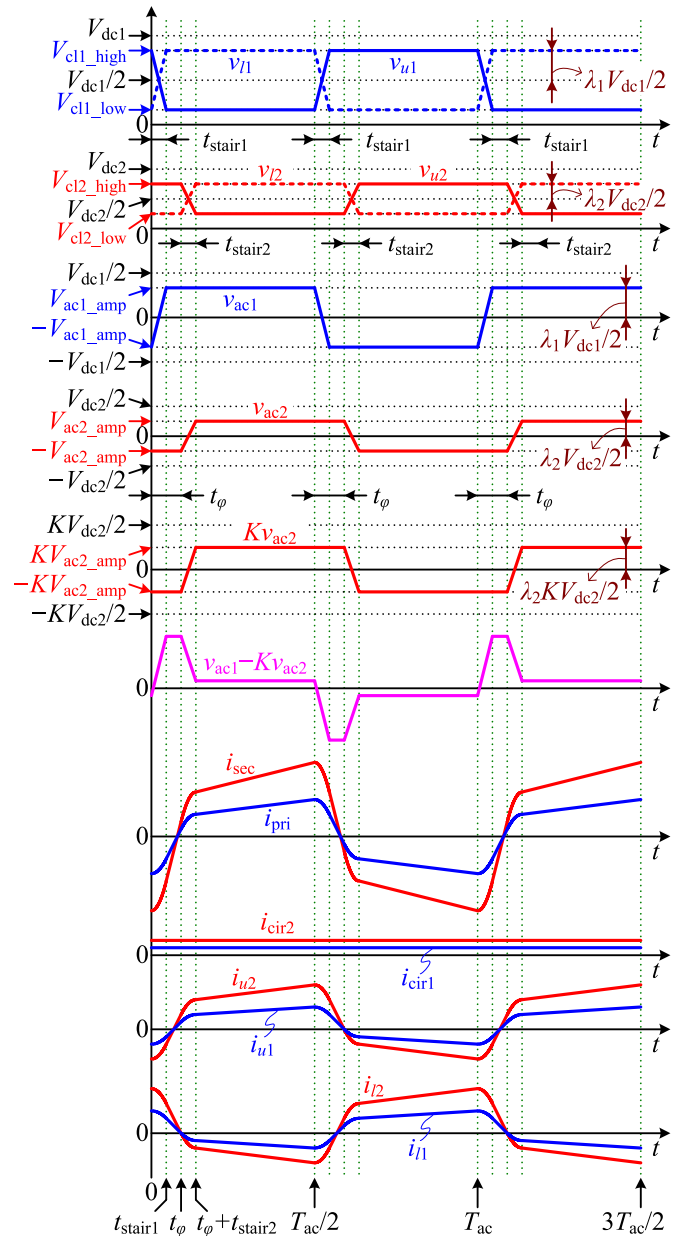 V_dc1
V_cl1_high
v_l1
v_u1
V_dc1/2
λ_1V_dc1/2
V_cl1_low
0
t
t_stair1
t_stair1
t_stair1
V_dc2
V_cl2_high
v_l2
v_u2
V_dc2/2
λ_2V_dc2/2
V_cl2_low
0
t
t_stair2
t_stair2
t_stair2
V_dc1/2
V_ac1_amp
v_ac1
0
t
−V_ac1_amp
λ_1V_dc1/2
−V_dc1/2
V_dc2/2
V_ac2_amp
v_ac2
0
t
−V_ac2_amp
λ_2V_dc2/2
−V_dc2/2
t_φ
t_φ
t_φ
KV_dc2/2
KV_ac2_amp
Kv_ac2
0
t
−KV_ac2_amp
λ_2KV_dc2/2
−KV_dc2/2
v_ac1−Kv_ac2
0
t
i_sec
i_pri
0
t
i_cir2
0
i_cir1
t
i_u2
0
i_u1
t
i_l2
0
i_l1
t
0
t_stair1
t_φ
t_φ+t_stair2
T_ac/2
T_ac
3T_ac/2